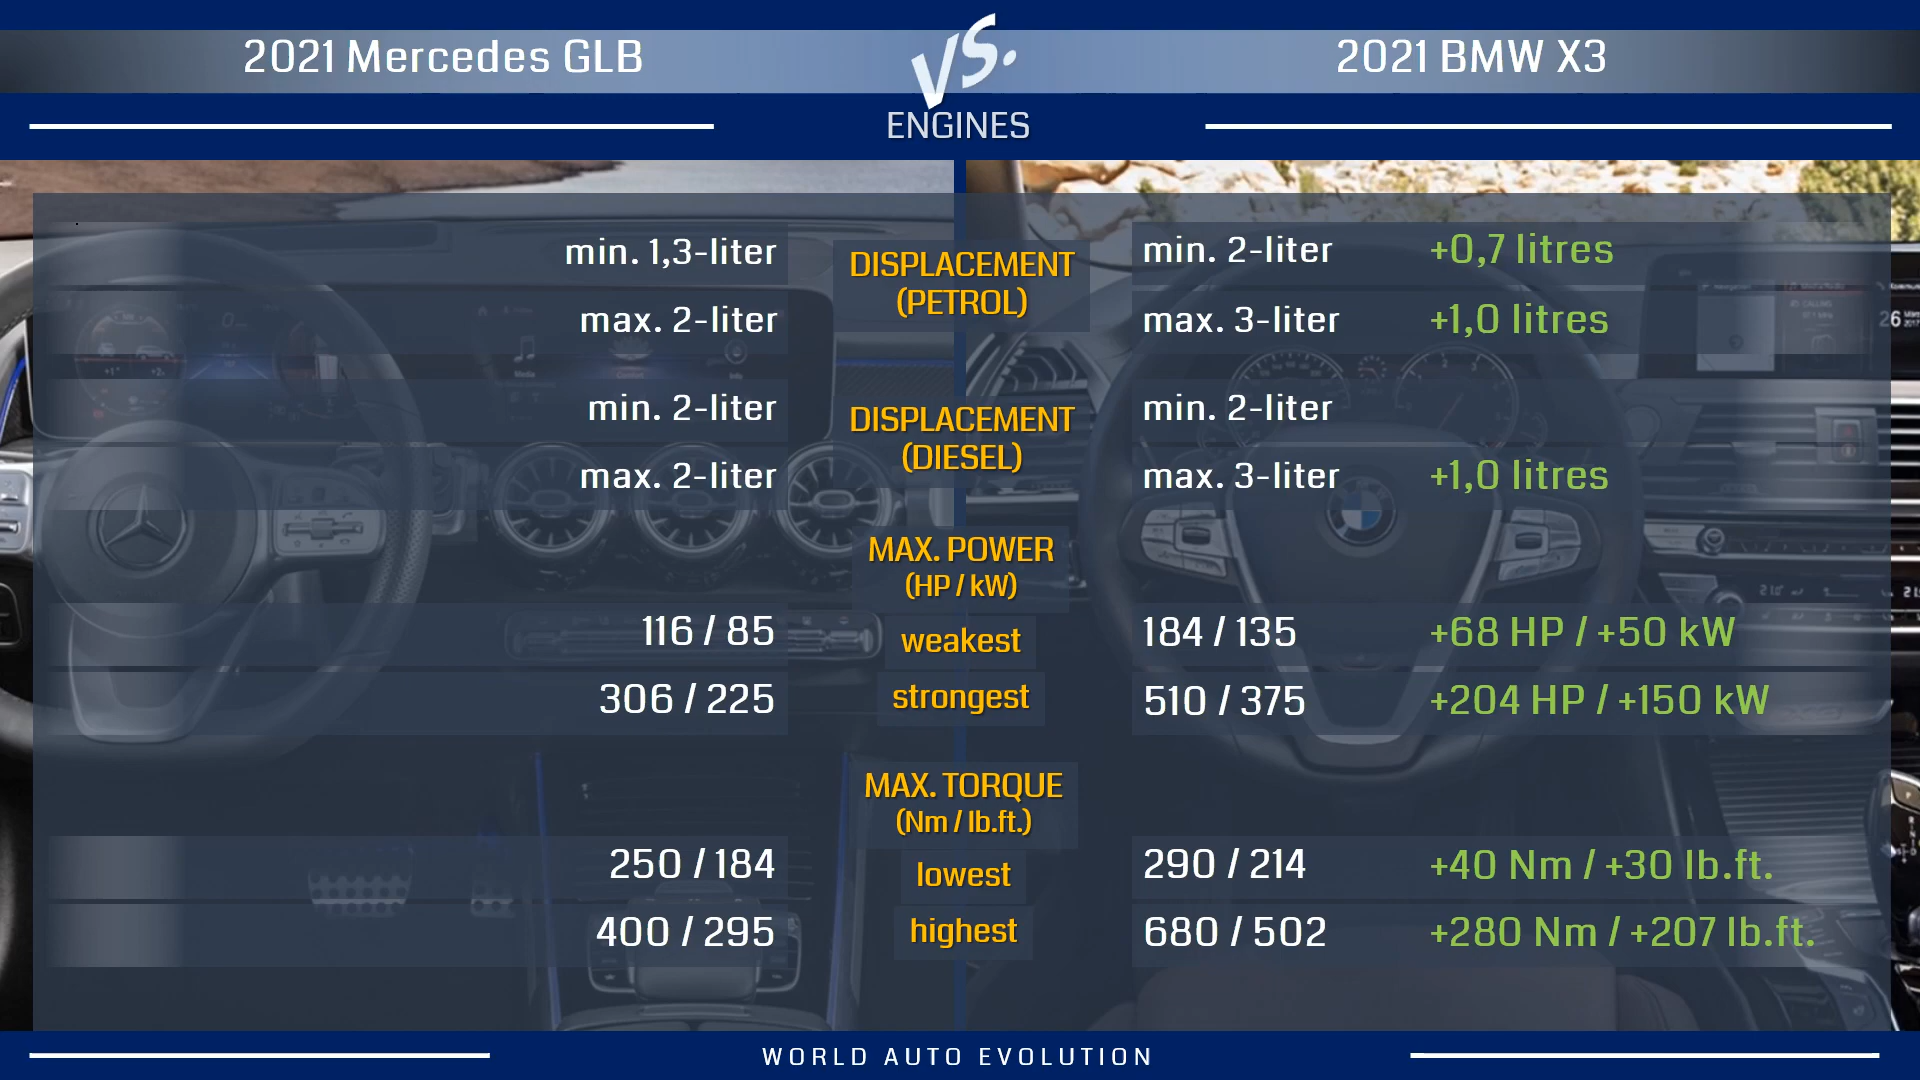 2021 Mercedes GLB
VS.
2021 BMW X3
ENGINES
min. 1,3-liter
DISPLACEMENT
(PETROL)
min. 2-liter
+0,7 litres
max. 2-liter
max. 3-liter
+1,0 litres
min. 2-liter
DISPLACEMENT
(DIESEL)
min. 2-liter
max. 2-liter
max. 3-liter
+1,0 litres
MAX. POWER
(HP / kW)
116 / 85
weakest
184 / 135
+68 HP / +50 kW
306 / 225
strongest
510 / 375
+204 HP / +150 kW
MAX. TORQUE
(Nm / lb.ft.)
250 / 184
lowest
290 / 214
+40 Nm / +30 lb.ft.
400 / 295
highest
680 / 502
+280 Nm / +207 lb.ft.
WORLD AUTO EVOLUTION